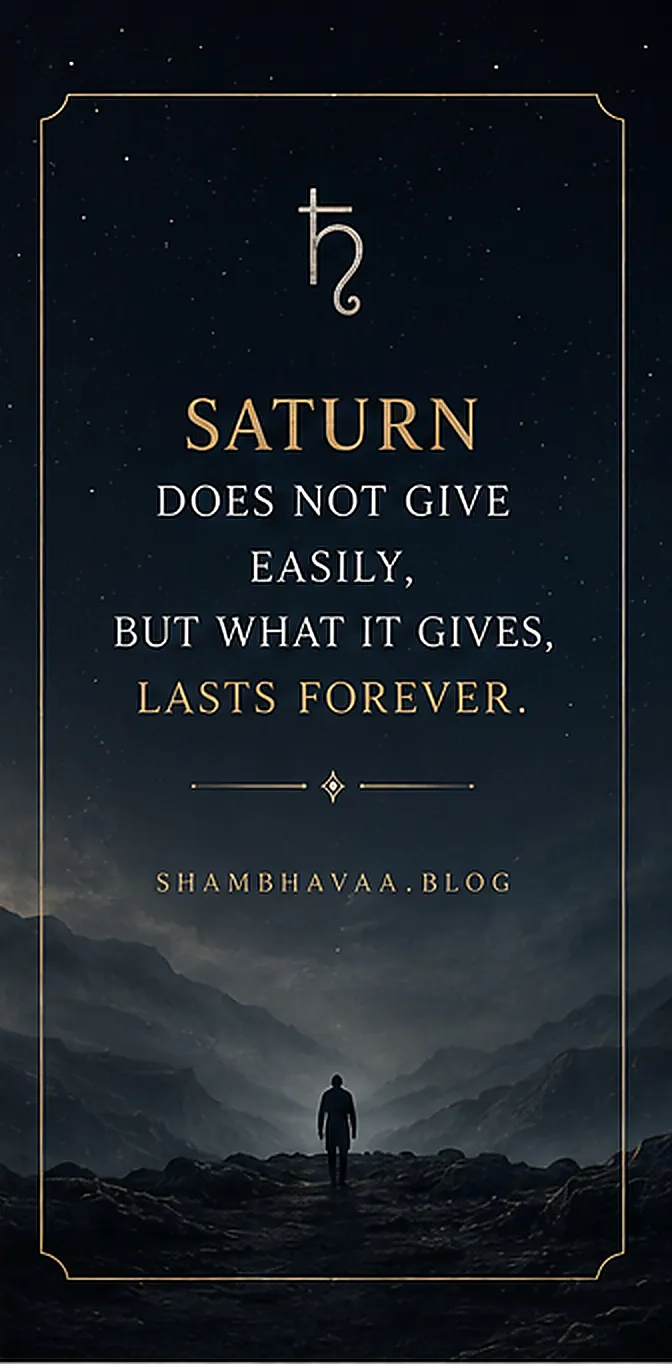 SATURN
DOES NOT GIVE
EASILY,
BUT WHAT IT GIVES,
LASTS FOREVER.
SHAMBHAVAA.BLOG